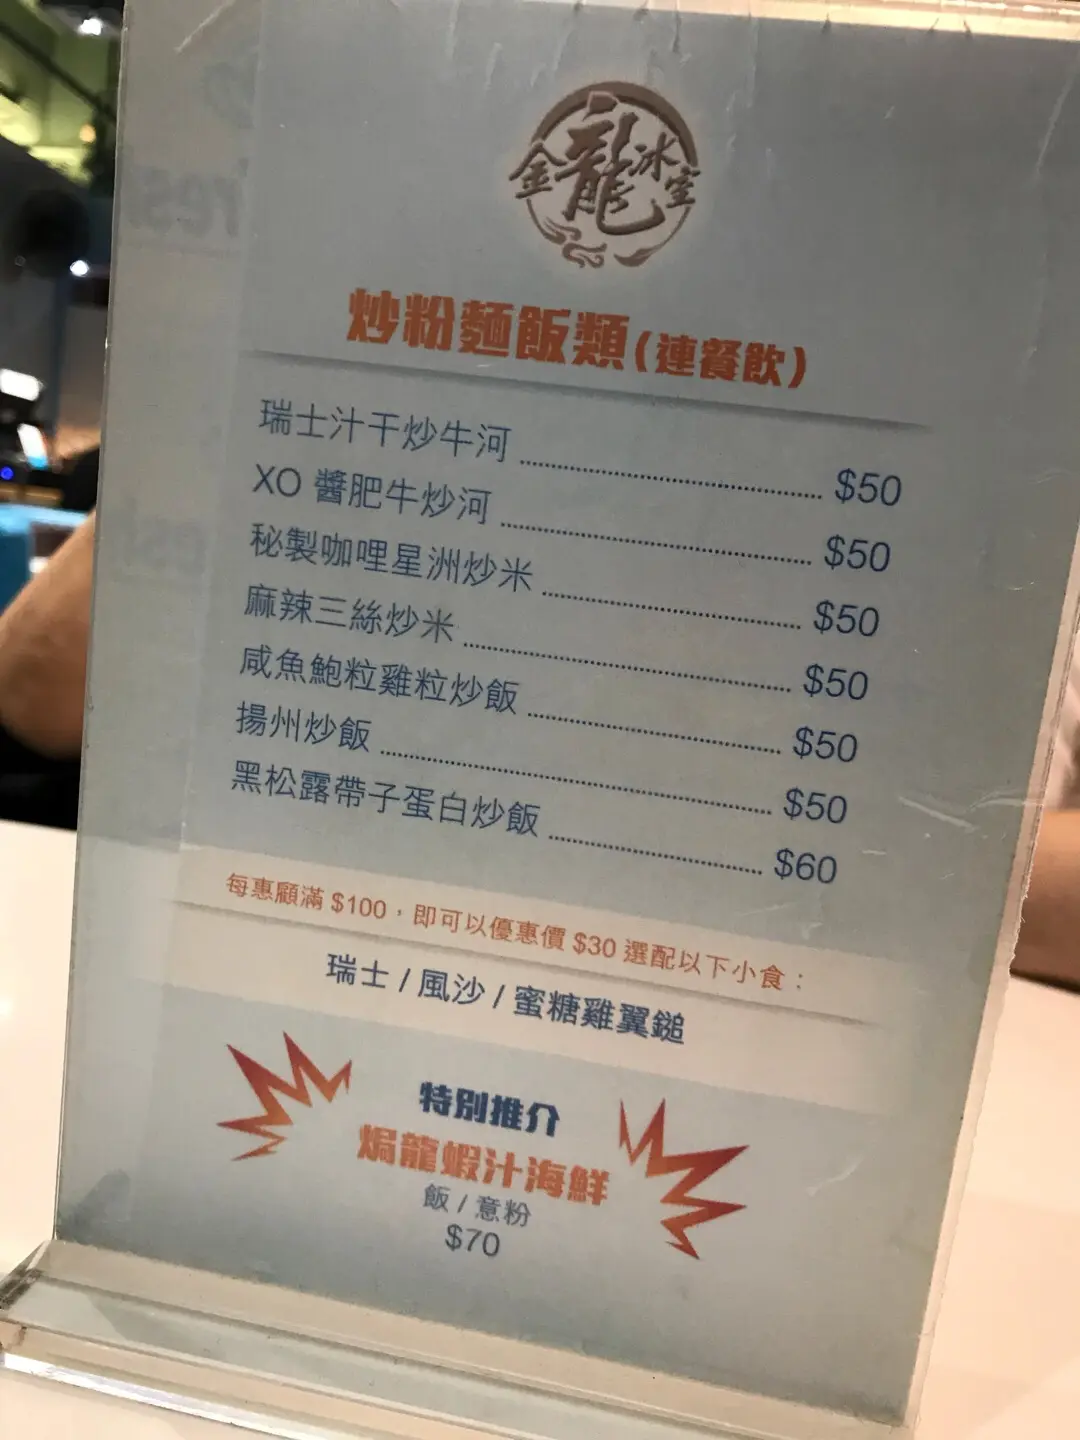 金龍冰室
炒粉麵飯類(連餐飲)
瑞士汁干炒牛河 $50
XO 醬肥牛炒河 $50
秘製咖哩星洲炒米 $50
麻辣三絲炒米 $50
咸魚鮑粒雞粒炒飯 $50
揚州炒飯 $50
黑松露帶子蛋白炒飯 $60
每惠顧滿 $100，即可以優惠價 $30 選配以下小食：
瑞士 / 風沙 / 蜜糖雞翼鎚
特別推介
焗龍蝦汁海鮮
飯 / 意粉
$70